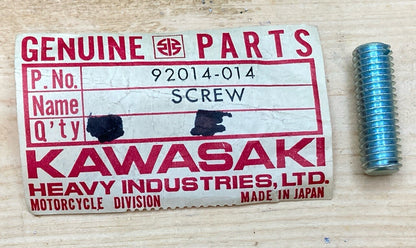 GENUINE PARTS
P.No. 92014-014
Name SCREW
Q'ty
KAWASAKI
HEAVY INDUSTRIES, LTD.
MOTORCYCLE DIVISION MADE IN JAPAN